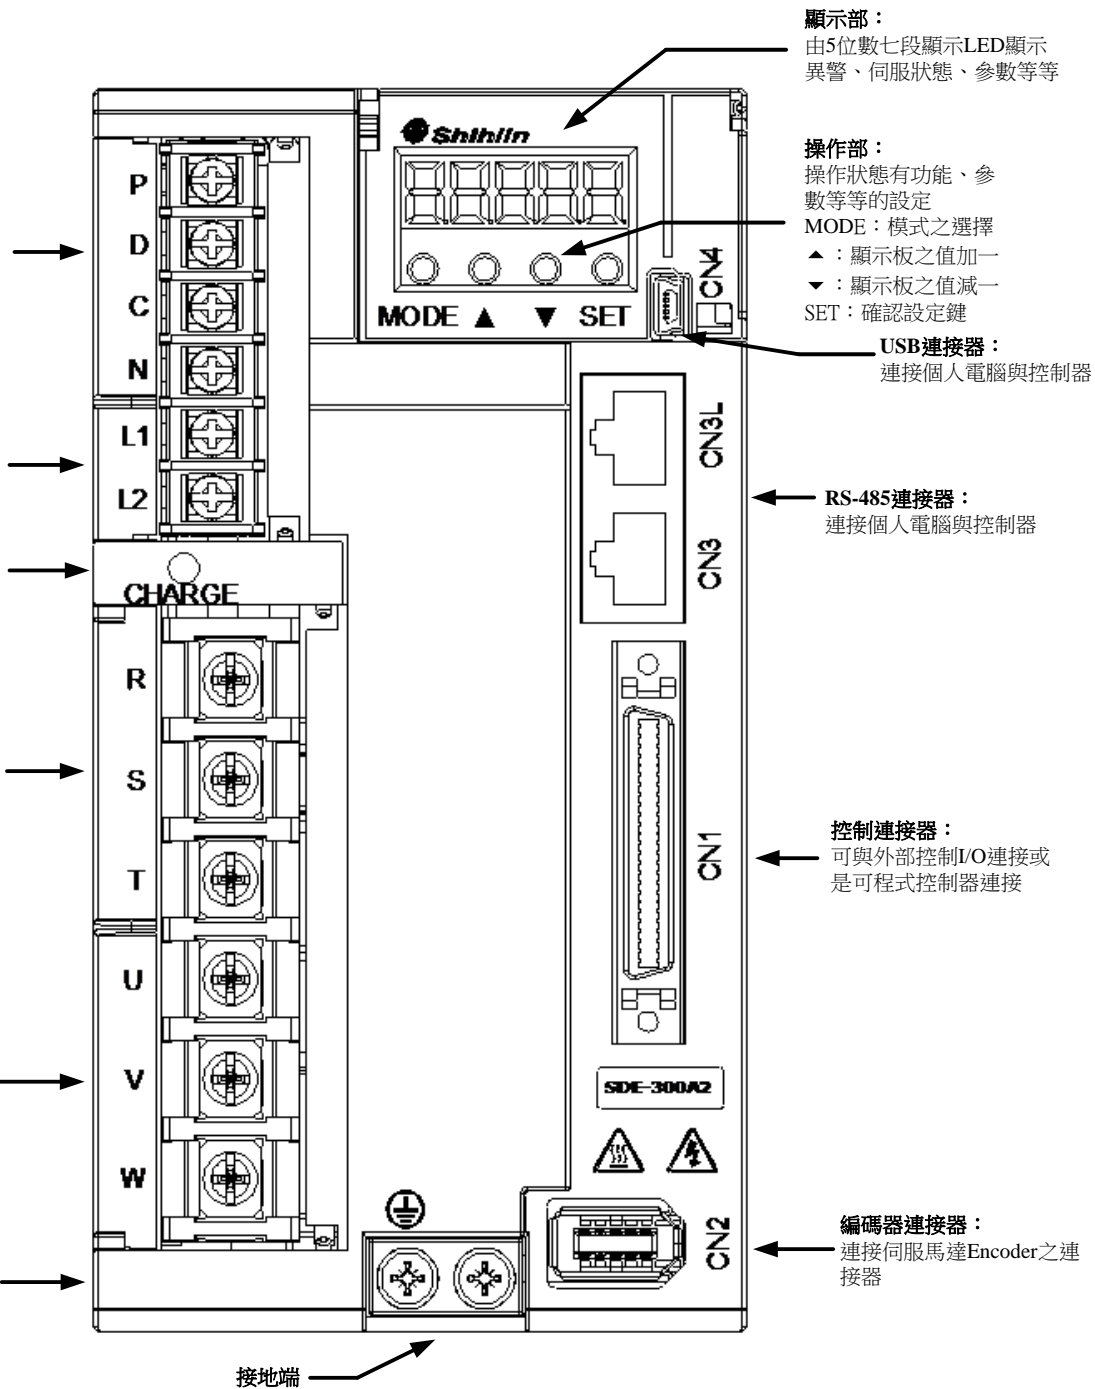 顯示部：
由5位數七段顯示LED顯示
異警、伺服狀態、參數等等
Shihlin
操作部：
操作狀態有功能、參
數等等的設定
MODE：模式之選擇
▲：顯示板之值加一
▼：顯示板之值減一
SET：確認設定鍵
P
D
C
N
L1
L2
MODE ▲ ▼ SET
CN4
USB連接器：
連接個人電腦與控制器
CN3L
RS-485連接器：
連接個人電腦與控制器
CN3
CHARGE
R
S
T
U
V
W
CN1
控制連接器：
可與外部控制I/O連接或
是可程式控制器連接
SDE-300A2
CN2
編碼器連接器：
連接伺服馬達Encoder之連
接器
接地端